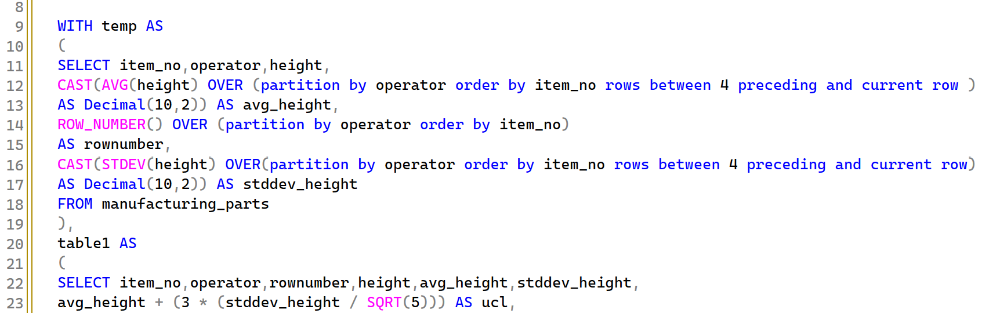 8
9 WITH temp AS
10 (
11 SELECT item_no,operator,height,
12 CAST(AVG(height) OVER (partition by operator order by item_no rows between 4 preceding and current row )
13 AS Decimal(10,2)) AS avg_height,
14 ROW_NUMBER() OVER (partition by operator order by item_no)
15 AS rownumber,
16 CAST(STDEV(height) OVER(partition by operator order by item_no rows between 4 preceding and current row)
17 AS Decimal(10,2)) AS stddev_height
18 FROM manufacturing_parts
19 ),
20 table1 AS
21 (
22 SELECT item_no,operator,rownumber,height,avg_height,stddev_height,
23 avg_height + (3 * (stddev_height / SQRT(5))) AS ucl,